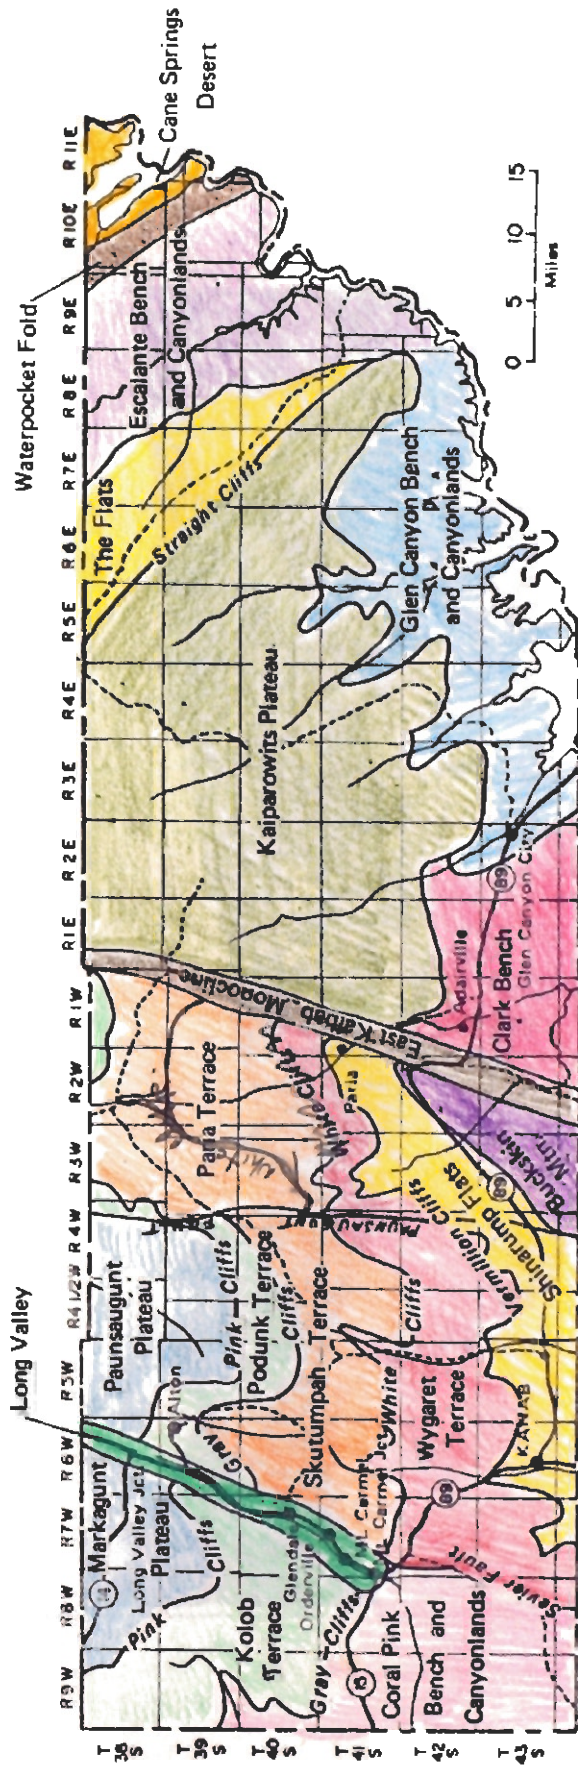 Long Valley
Waterpocket Fold
Cane Springs
Desert
R9W
R8W
R7W
R6W
R5W
R4 1/2W
R4W
R3W
R2W
R1W
R1E
R2E
R3E
R4E
R5E
R6E
R7E
R8E
R9E
R10E
R11E
T
38
S
T
39
S
T
40
S
T
41
S
T
42
S
T
43
S
Markagunt
Plateau
Long Valley Jct
Pink
Cliffs
Paunsaugunt
Plateau
Alton
Pink Cliffs
Kolob
Terrace
Glendale
Orderville
Gray
Cliffs
Podunk Terrace
Skutumpah
Terrace
Mt. Carmel
Carmel Jct
White
Cliffs
Gray Cliffs
15
Coral Pink
Bench and
Canyonlands
89
Sevier Fault
Wygaret
Terrace
KANAB
Vermillion Cliffs
Shinarump Flats
89
Buckskin
Mtn.
PAUNSAUGUNT
Paria Terrace
White
White Cliffs
Paria
East Kaibab Monocline
Adairville
Clark Bench
89
Glen Canyon City
Kaiparowits Plateau
The Flats
Straight Cliffs
Escalante Bench
and Canyonlands
Glen Canyon Bench
and Canyonlands
0
5
10
15
Miles